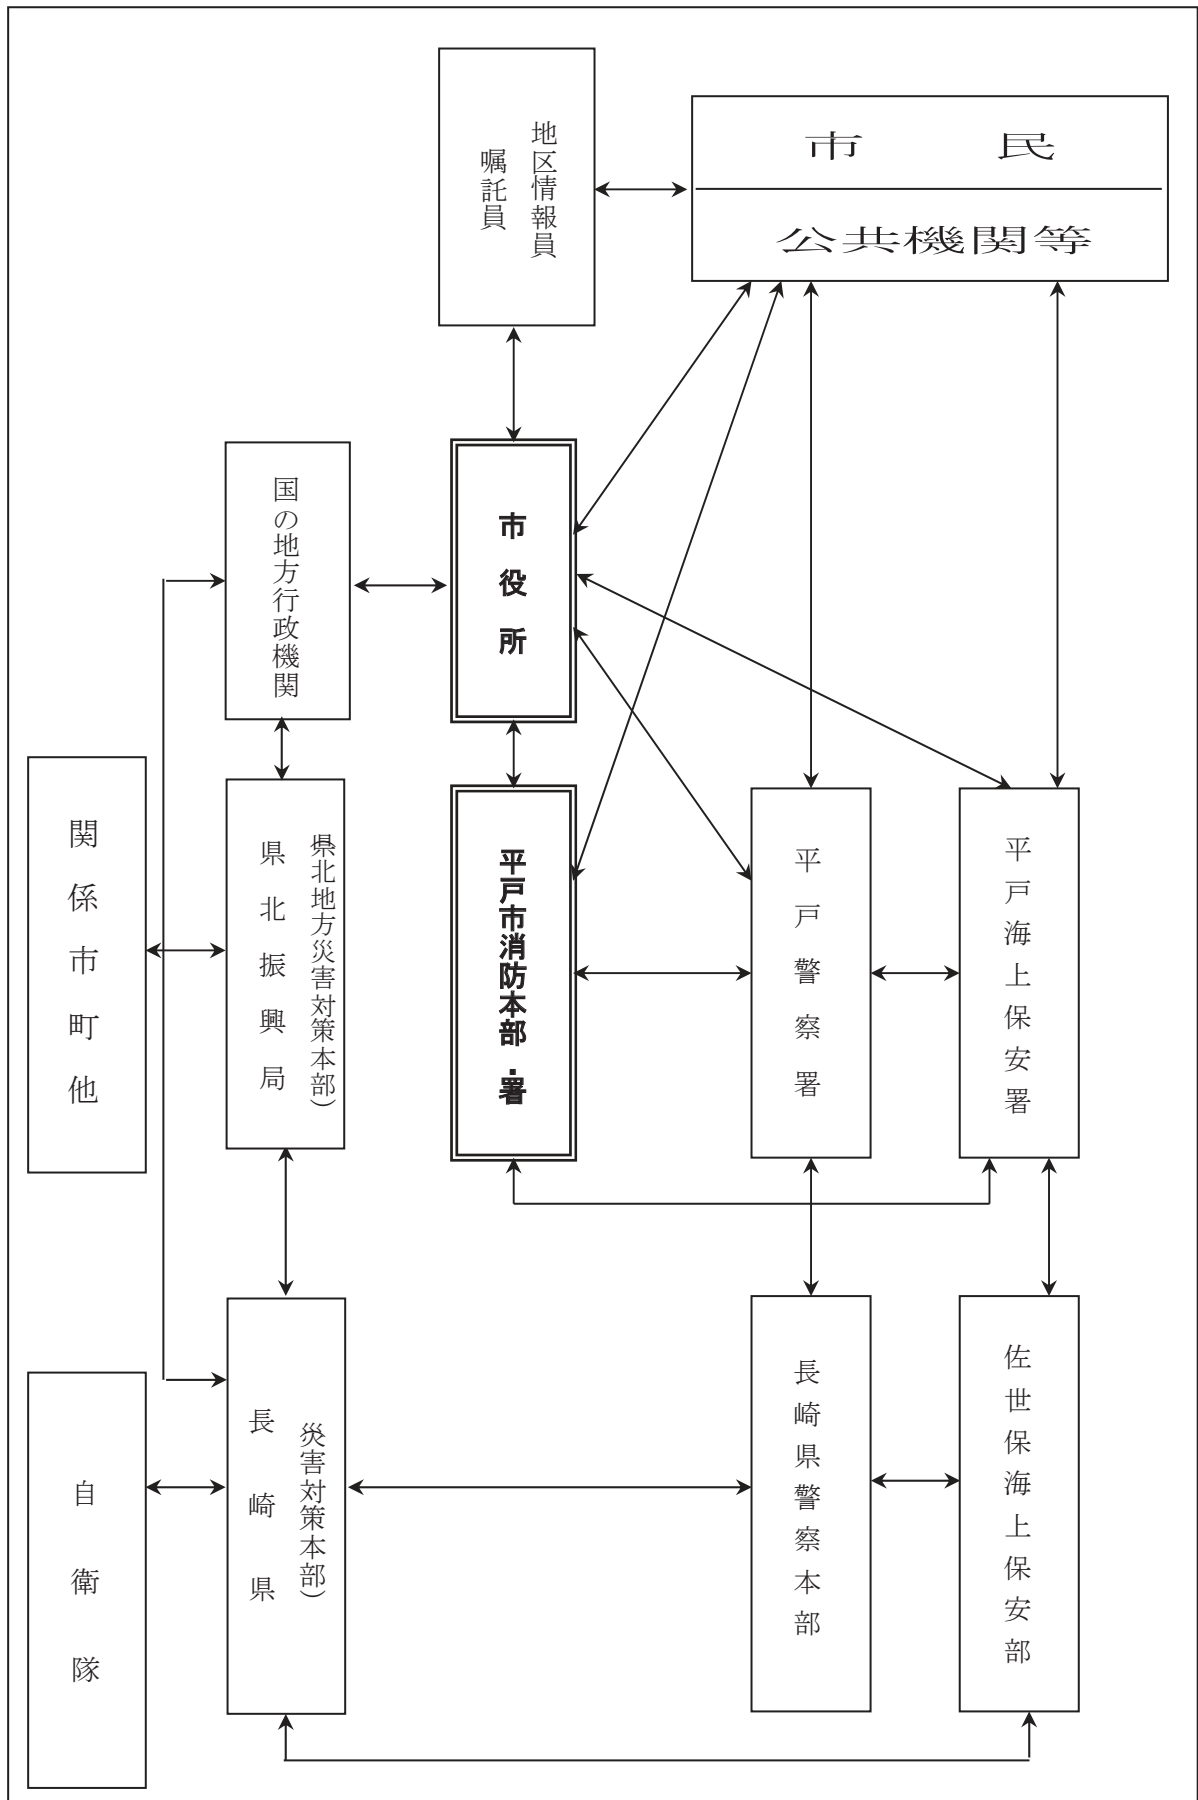 地区情報員
嘱託員
市　　民
公共機関等
国の地方行政機関
市役所
関係市町他
県北振興局
(県北地方災害対策本部)
平戸市消防本部・署
平戸警察署
平戸海上保安署
自衛隊
長崎県
(災害対策本部)
長崎県警察本部
佐世保海上保安部